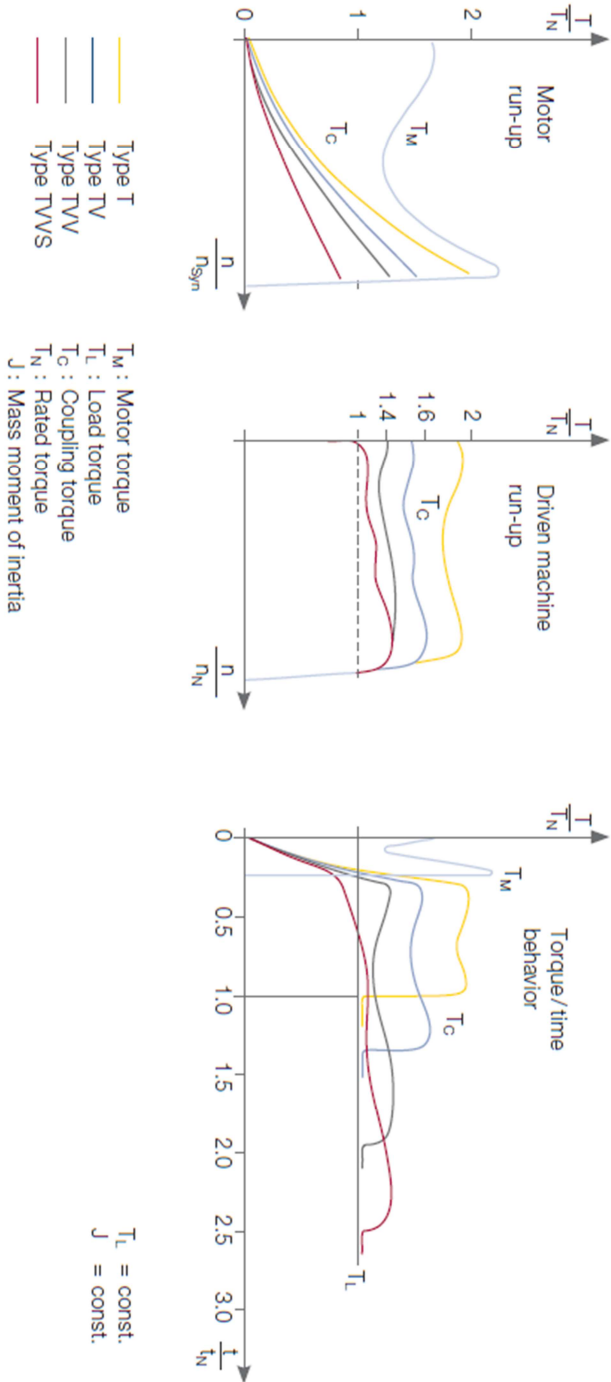 Motor
run-up
T
T_N
2
1
0
T_M
T_C
n
n_Syn
Driven machine
run-up
T
T_N
2
1.6
1.4
1
T_C
n
n_N
Torque/time
behavior
T
T_N
T_M
T_C
T_L
0
0.5
1.0
1.5
2.0
2.5
3.0
t
t_N
Type T
Type TV
Type TVV
Type TVVS
T_M : Motor torque
T_L : Load torque
T_C : Coupling torque
T_N : Rated torque
J : Mass moment of inertia
T_L = const.
J = const.